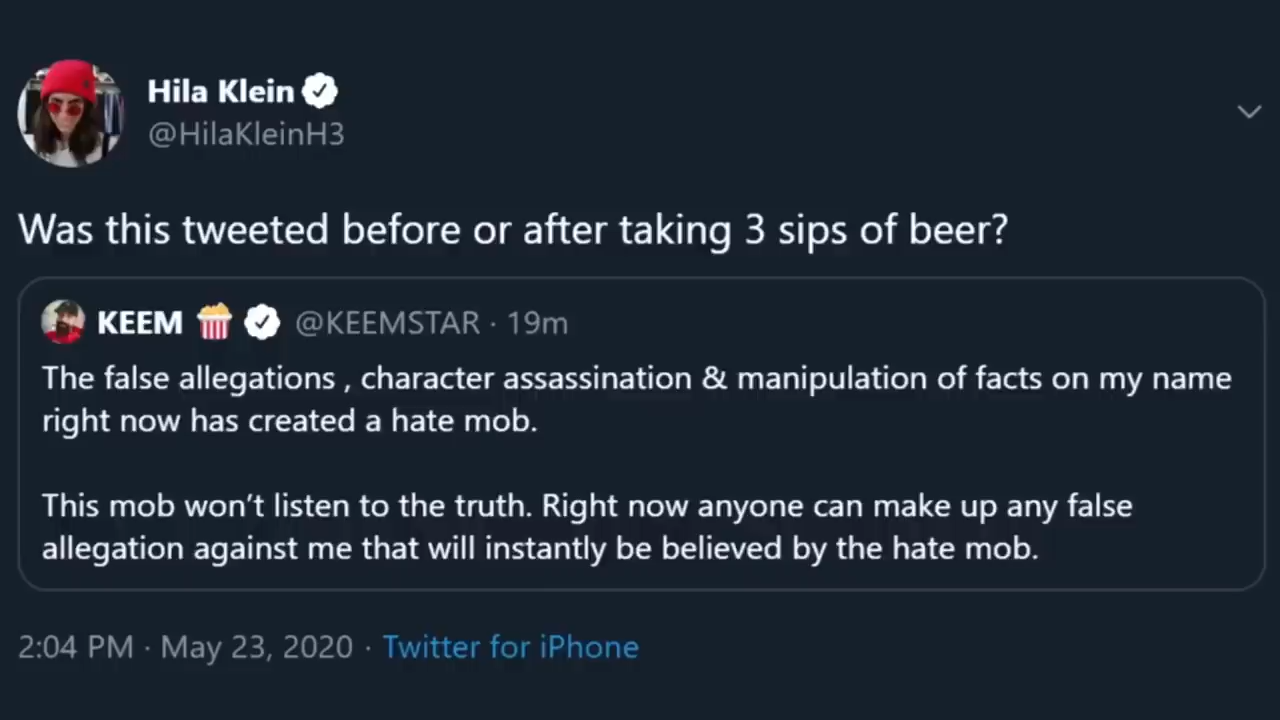 Hila Klein
@HilaKleinH3
Was this tweeted before or after taking 3 sips of beer?
KEEM 🍿 @KEEMSTAR · 19m
The false allegations , character assassination & manipulation of facts on my name
right now has created a hate mob.
This mob won’t listen to the truth. Right now anyone can make up any false
allegation against me that will instantly be believed by the hate mob.
2:04 PM · May 23, 2020 · Twitter for iPhone